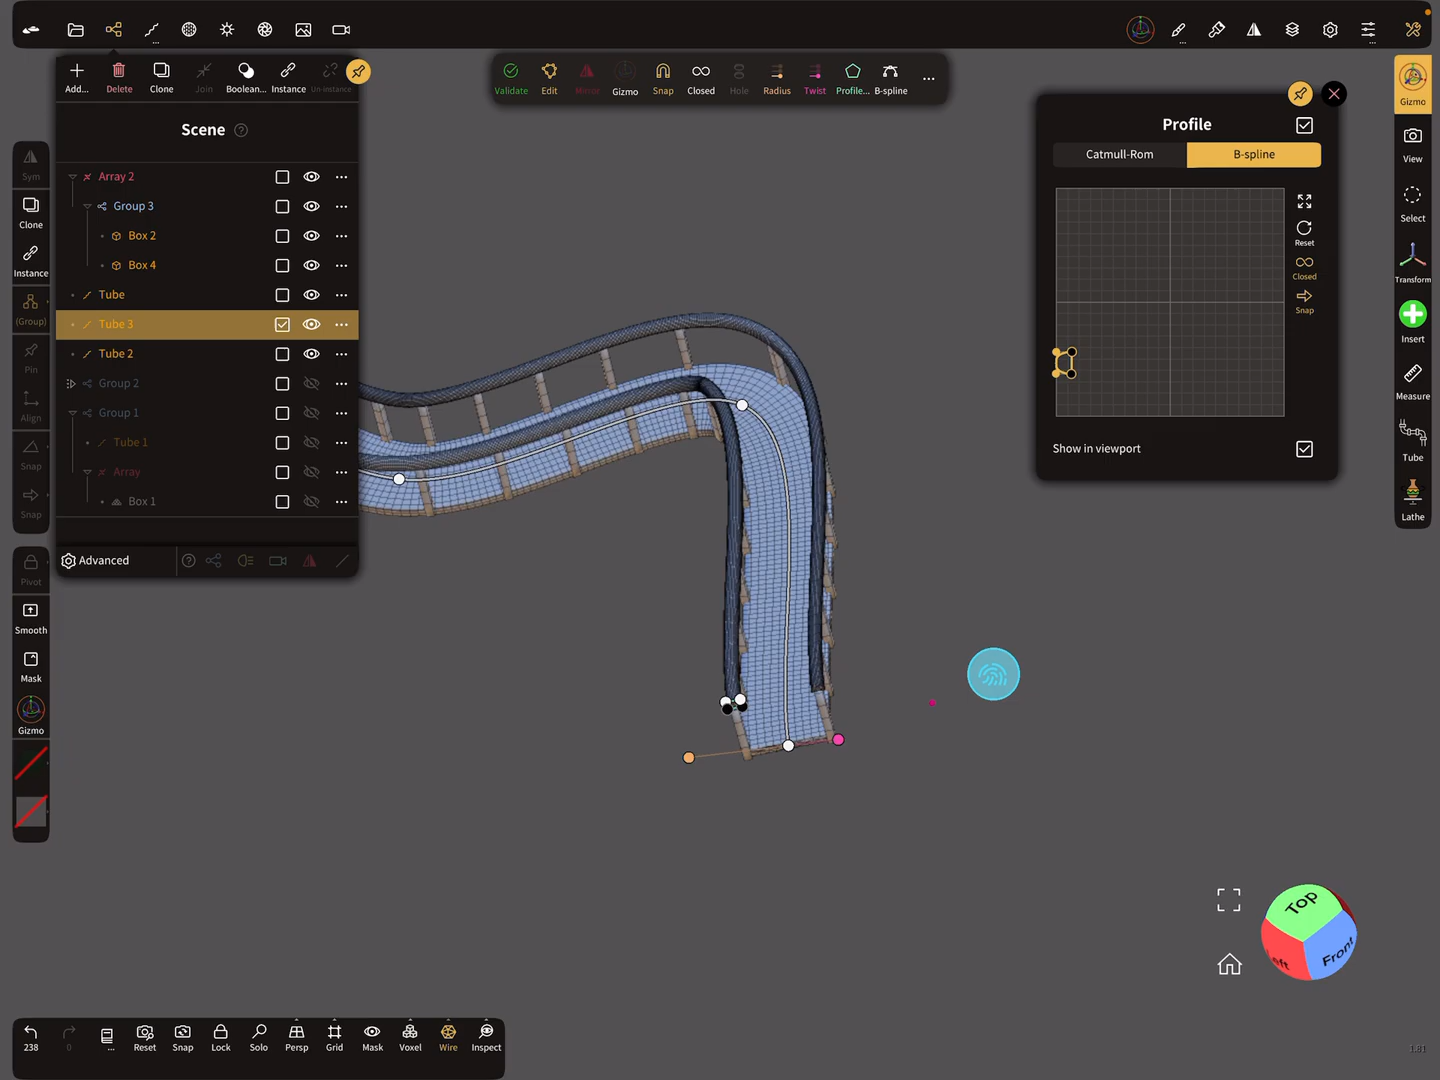 Add...
Delete
Clone
Join
Boolean...
Instance
Un-instance
Validate
Edit
Mirror
Gizmo
Snap
Closed
Hole
Radius
Twist
Profile...
B-spline
...
Scene
?
Array 2
Group 3
Box 2
Box 4
Tube
Tube 3
Tube 2
Group 2
Group 1
Tube 1
Array
Box 1
Advanced
?
Sym
Clone
Instance
(Group)
Pin
Align
Snap
Snap
Pivot
Smooth
Mask
Gizmo
Profile
Catmull-Rom
B-spline
Reset
Closed
Snap
Show in viewport
Gizmo
View
Select
Transform
Insert
Measure
Tube
Lathe
Top
Left
Front
238
0
...
Reset
Snap
Lock
Solo
Persp
Grid
Mask
Voxel
Wire
Inspect
1.81